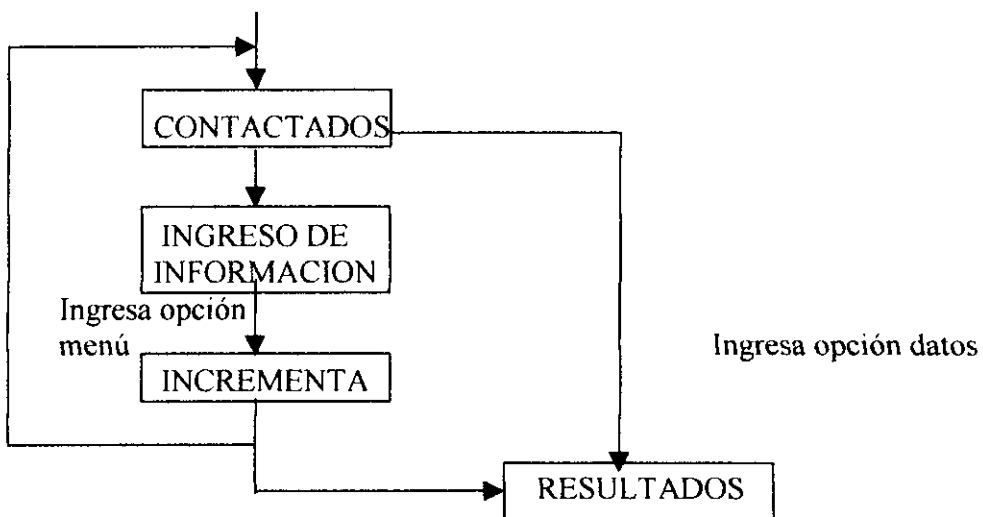 CONTACTADOS
INGRESO DE
INFORMACION
Ingresa opción
menú
Ingresa opción datos
INCREMENTA
RESULTADOS